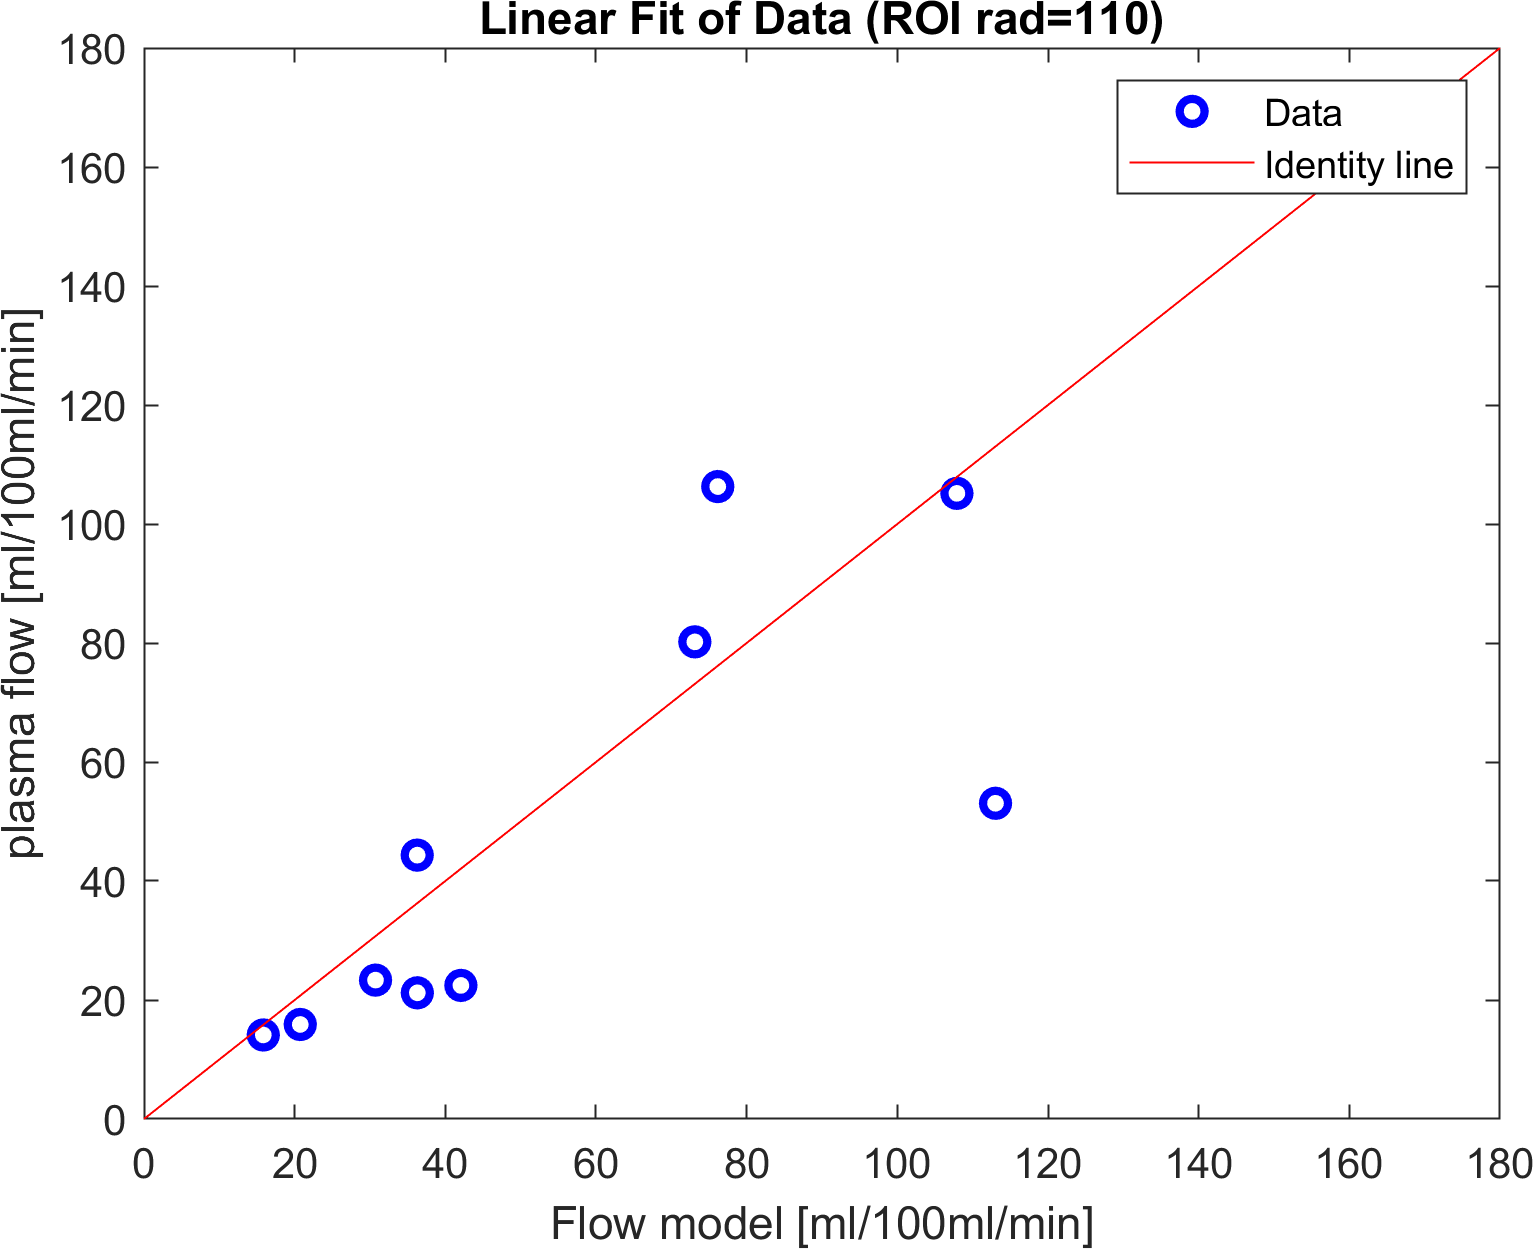 Linear Fit of Data (ROI rad=110)
180
160
140
120
100
80
60
40
20
0
plasma flow [ml/100ml/min]
Data
Identity line
0 20 40 60 80 100 120 140 160 180
Flow model [ml/100ml/min]